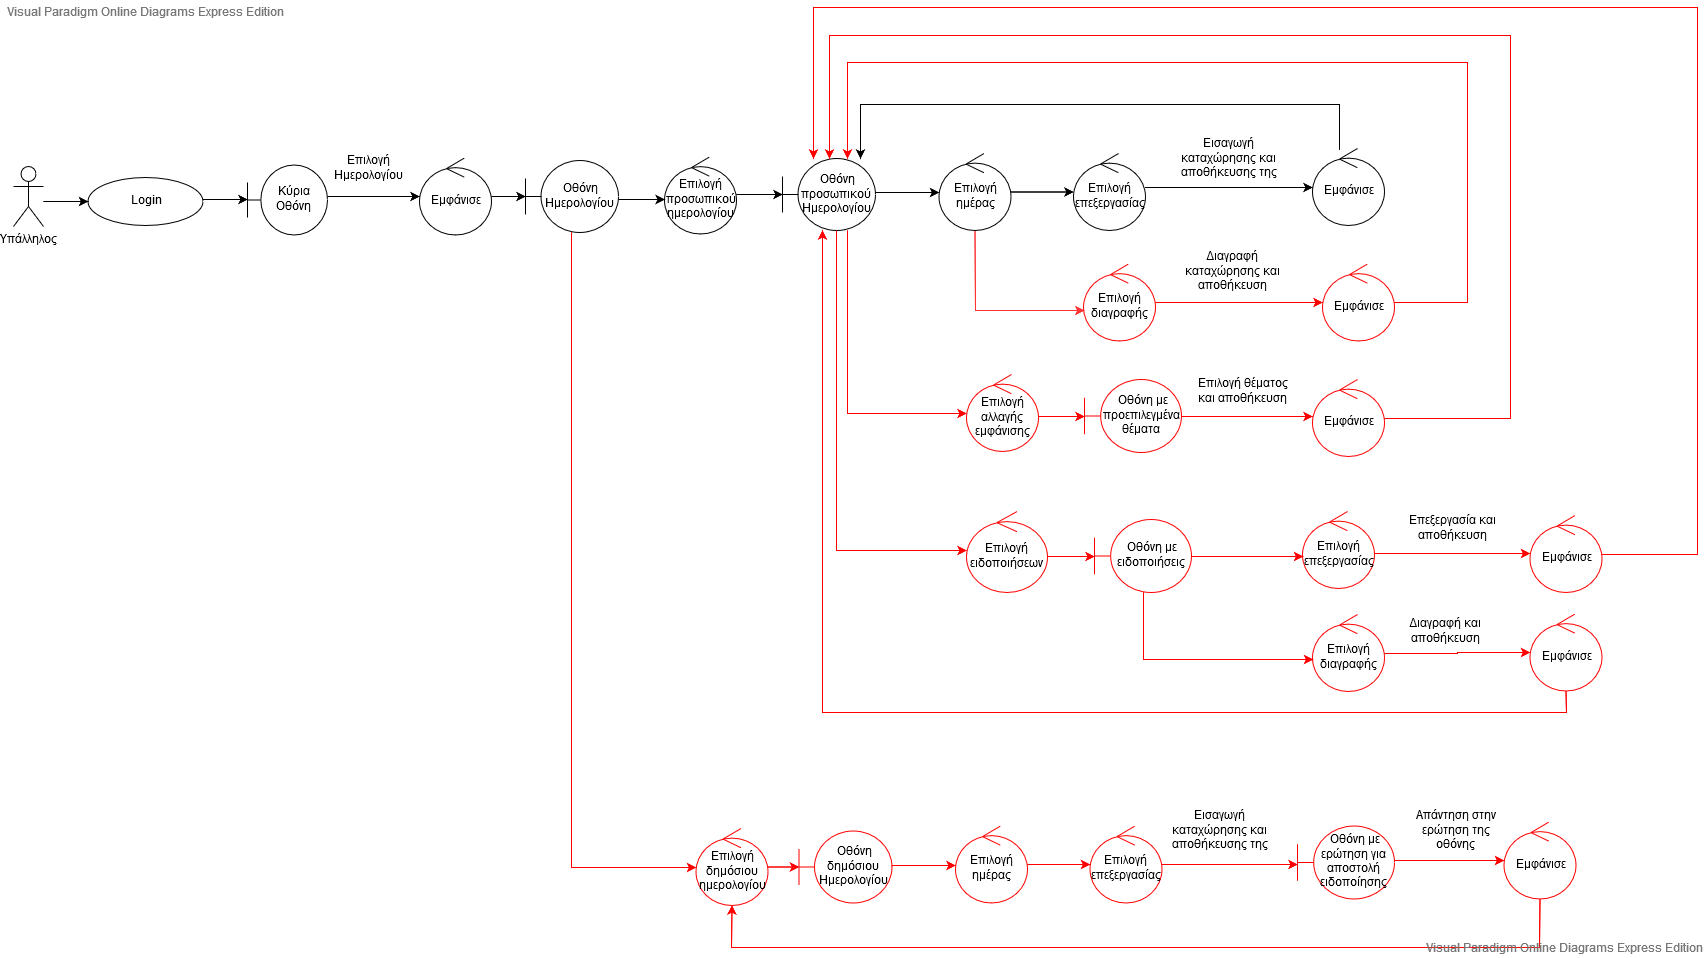 Visual Paradigm Online Diagrams Express Edition
Υπάλληλος
Login
Κύρια
Οθόνη
Επιλογή
Ημερολογίου
Εμφάνισε
Οθόνη
Ημερολογίου
Επιλογή
προσωπικού
ημερολογίου
Οθόνη
προσωπικού
Ημερολογίου
Επιλογή
ημέρας
Επιλογή
επεξεργασίας
Εισαγωγή
καταχώρησης και
αποθήκευσης της
Εμφάνισε
Επιλογή
διαγραφής
Διαγραφή
καταχώρησης και
αποθήκευση
Εμφάνισε
Επιλογή
αλλαγής
εμφάνισης
Οθόνη με
προεπιλεγμένα
θέματα
Επιλογή θέματος
και αποθήκευση
Εμφάνισε
Επιλογή
ειδοποιήσεων
Οθόνη με
ειδοποιήσεις
Επιλογή
επεξεργασίας
Επεξεργασία και
αποθήκευση
Εμφάνισε
Επιλογή
διαγραφής
Διαγραφή και
αποθήκευση
Εμφάνισε
Επιλογή
δημόσιου
ημερολογίου
Οθόνη
δημόσιου
Ημερολογίου
Επιλογή
ημέρας
Επιλογή
επεξεργασίας
Εισαγωγή
καταχώρησης και
αποθήκευσης της
Οθόνη με
ερώτηση για
αποστολή
ειδοποίησης
Απάντηση στην
ερώτηση της
οθόνης
Εμφάνισε
Visual Paradigm Online Diagrams Express Edition